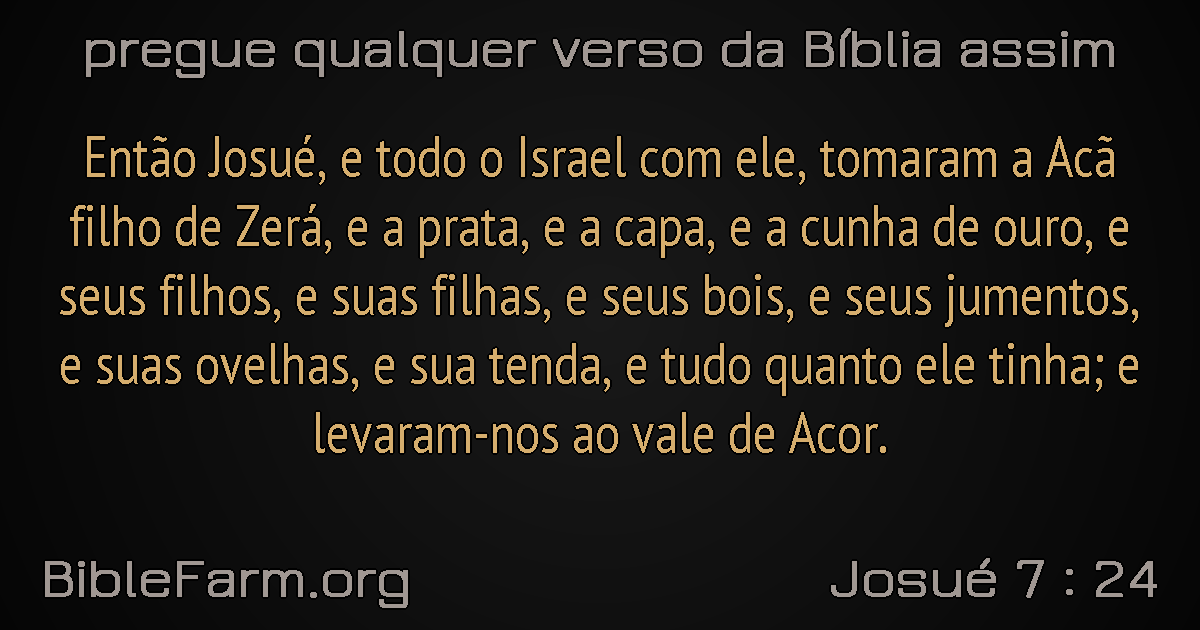 pregue qualquer verso da Bíblia assim
Então Josué, e todo o Israel com ele, tomaram a Acã
filho de Zerá, e a prata, e a capa, e a cunha de ouro, e
seus filhos, e suas filhas, e seus bois, e seus jumentos,
e suas ovelhas, e sua tenda, e tudo quanto ele tinha; e
levaram-nos ao vale de Acor.
BibleFarm.org
Josué 7 : 24